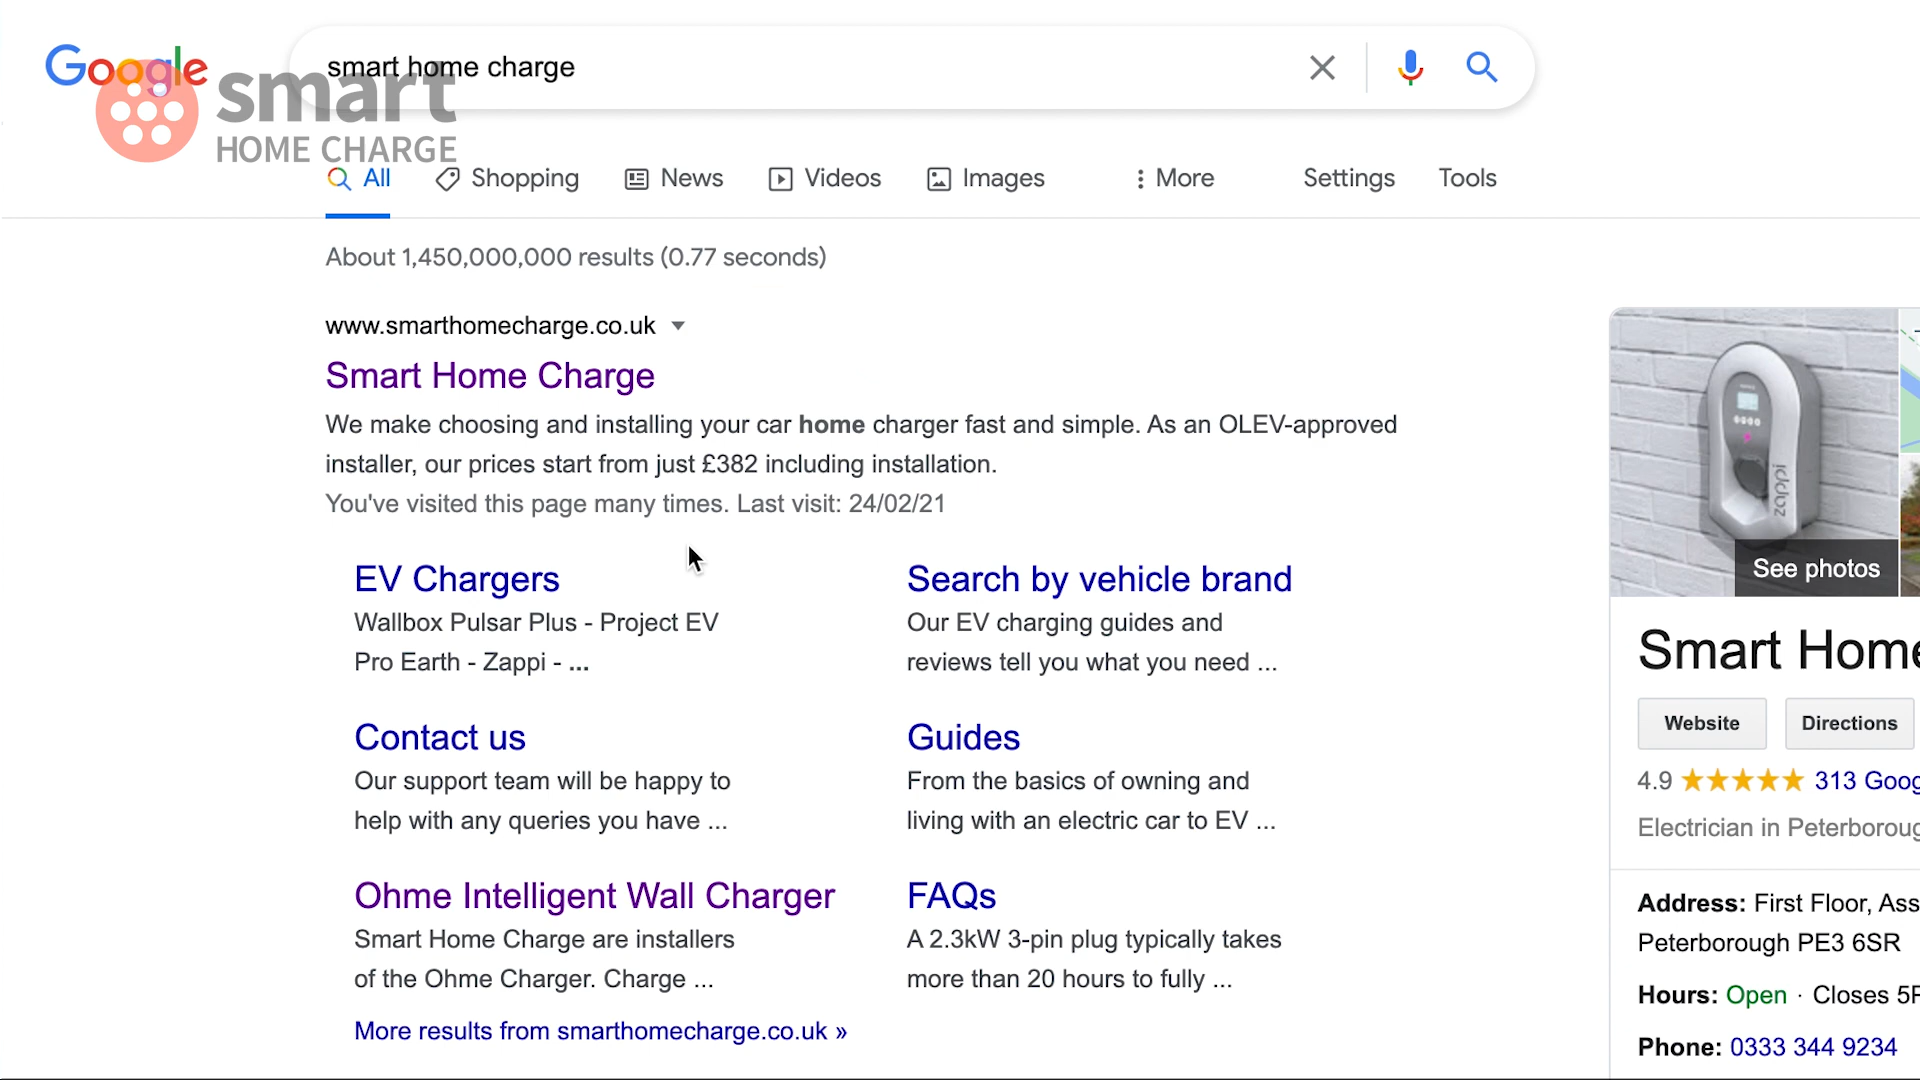 Google
smart home charge
smart
HOME CHARGE
All
Shopping
News
Videos
Images
More
Settings
Tools
About 1,450,000,000 results (0.77 seconds)
www.smarthomecharge.co.uk
Smart Home Charge
We make choosing and installing your car home charger fast and simple. As an OLEV-approved
installer, our prices start from just £382 including installation.
You've visited this page many times. Last visit: 24/02/21
EV Chargers
Wallbox Pulsar Plus - Project EV
Pro Earth - Zappi - ...
Search by vehicle brand
Our EV charging guides and
reviews tell you what you need ...
Contact us
Our support team will be happy to
help with any queries you have ...
Guides
From the basics of owning and
living with an electric car to EV ...
Ohme Intelligent Wall Charger
Smart Home Charge are installers
of the Ohme Charger. Charge ...
FAQs
A 2.3kW 3-pin plug typically takes
more than 20 hours to fully ...
More results from smarthomecharge.co.uk »
zappi
See photos
Smart Home
Website
Directions
4.9
313 Goog
Electrician in Peterboroug
Address: First Floor, Ass
Peterborough PE3 6SR
Hours: Open · Closes 5P
Phone: 0333 344 9234